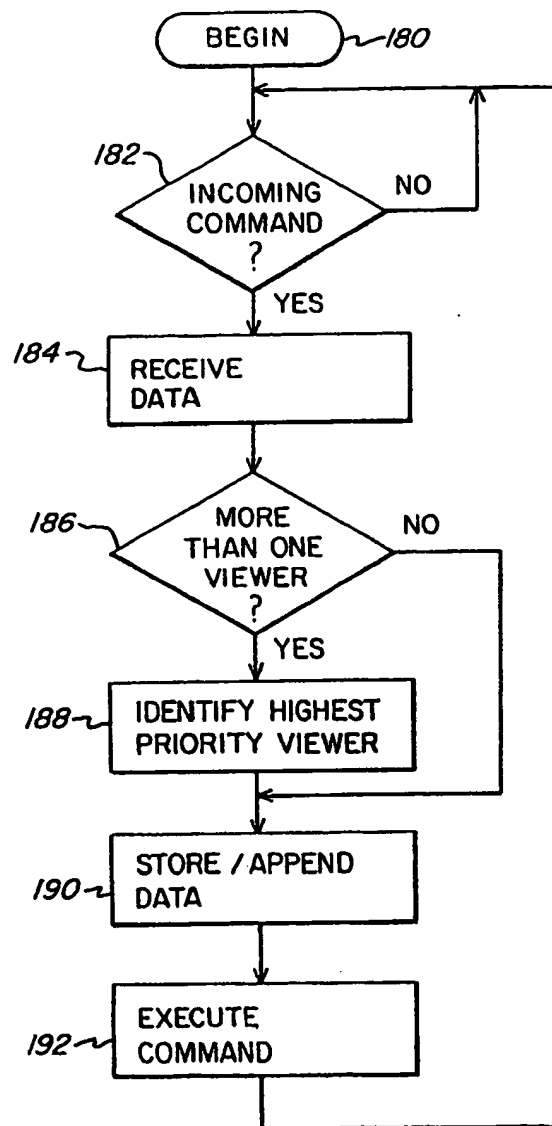 BEGIN 180
182
INCOMING
COMMAND
?
NO
YES
184
RECEIVE
DATA
186
MORE
THAN ONE
VIEWER
?
NO
YES
188
IDENTIFY HIGHEST
PRIORITY VIEWER
190
STORE / APPEND
DATA
192
EXECUTE
COMMAND